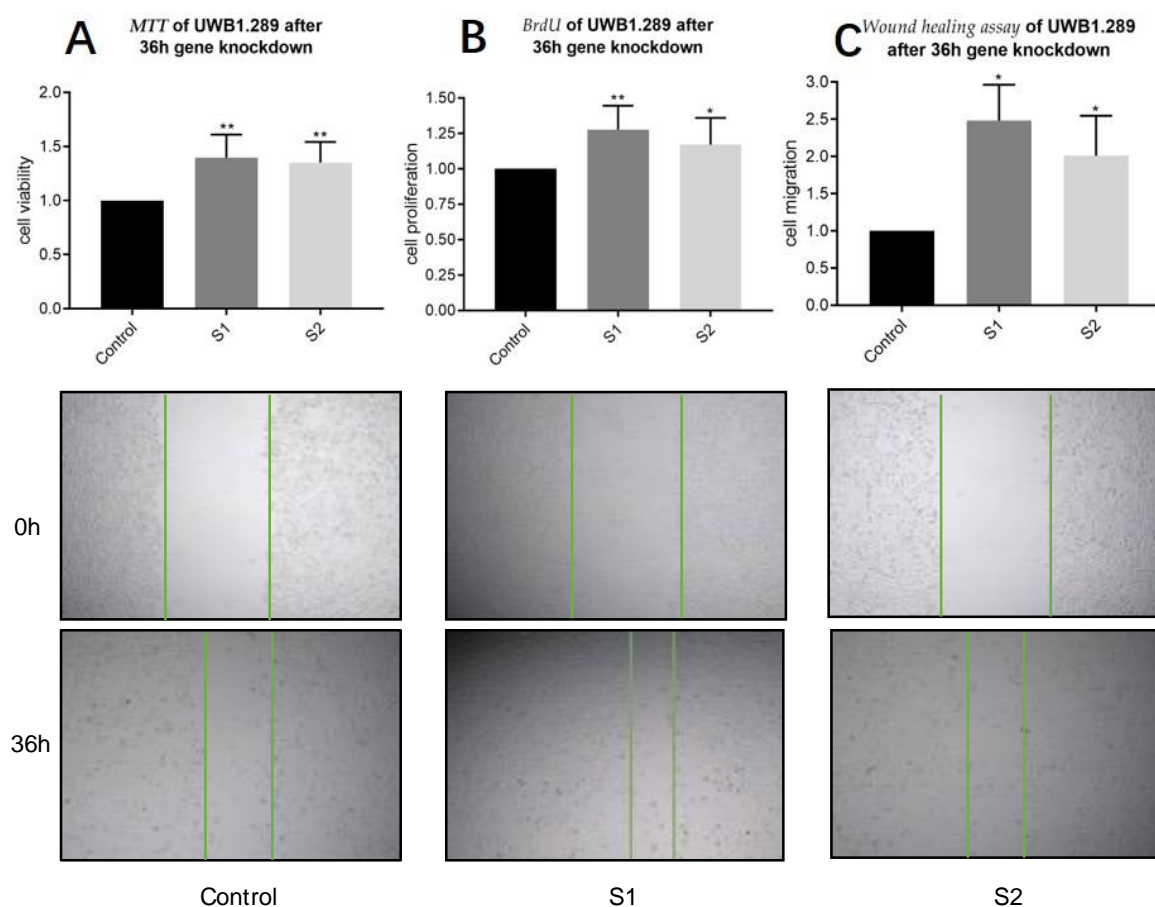 A
MTT of UWB1.289 after
36h gene knockdown
cell viability
2.0
**
**
1.5
1.0
0.5
0.0
Control
S1
S2
B
BrdU of UWB1.289 after
36h gene knockdown
cell proliferation
1.50
**
*
1.25
1.00
0.75
0.50
0.25
0.00
Control
S1
S2
C
Wound healing assay of UWB1.289
after 36h gene knockdown
cell migration
3.0
*
*
2.5
2.0
1.5
1.0
0.5
0.0
Control
S1
S2
0h
36h
Control
S1
S2